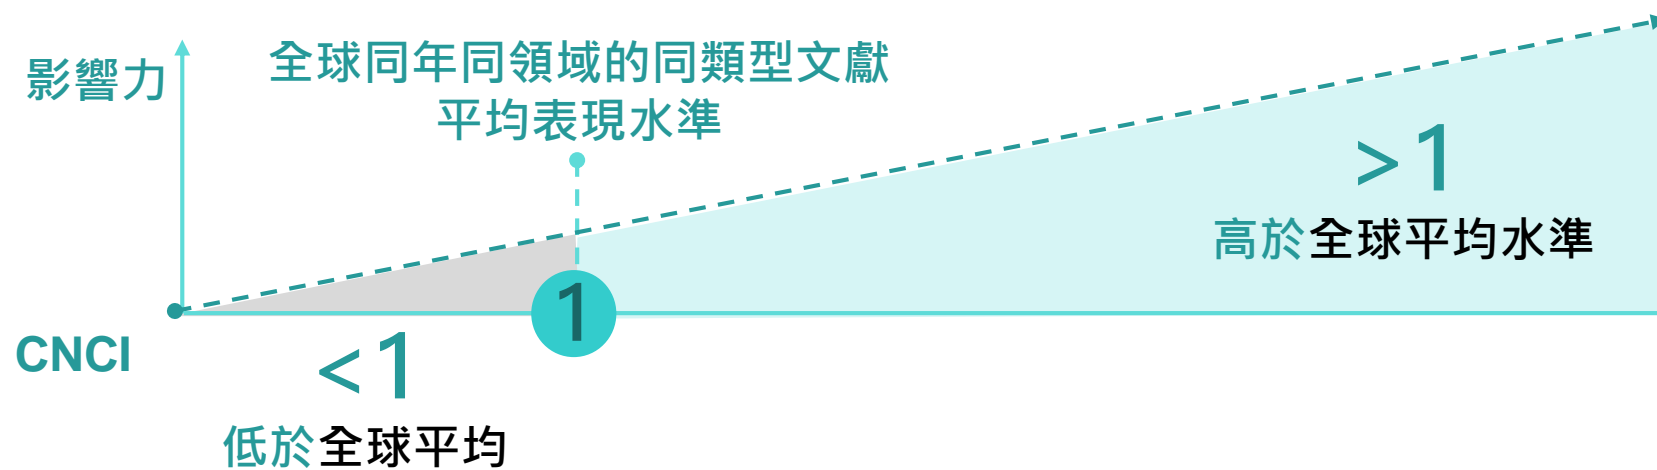 影響力
全球同年同領域的同類型文獻
平均表現水準
>1
高於全球平均水準
1
CNCI
<1
低於全球平均